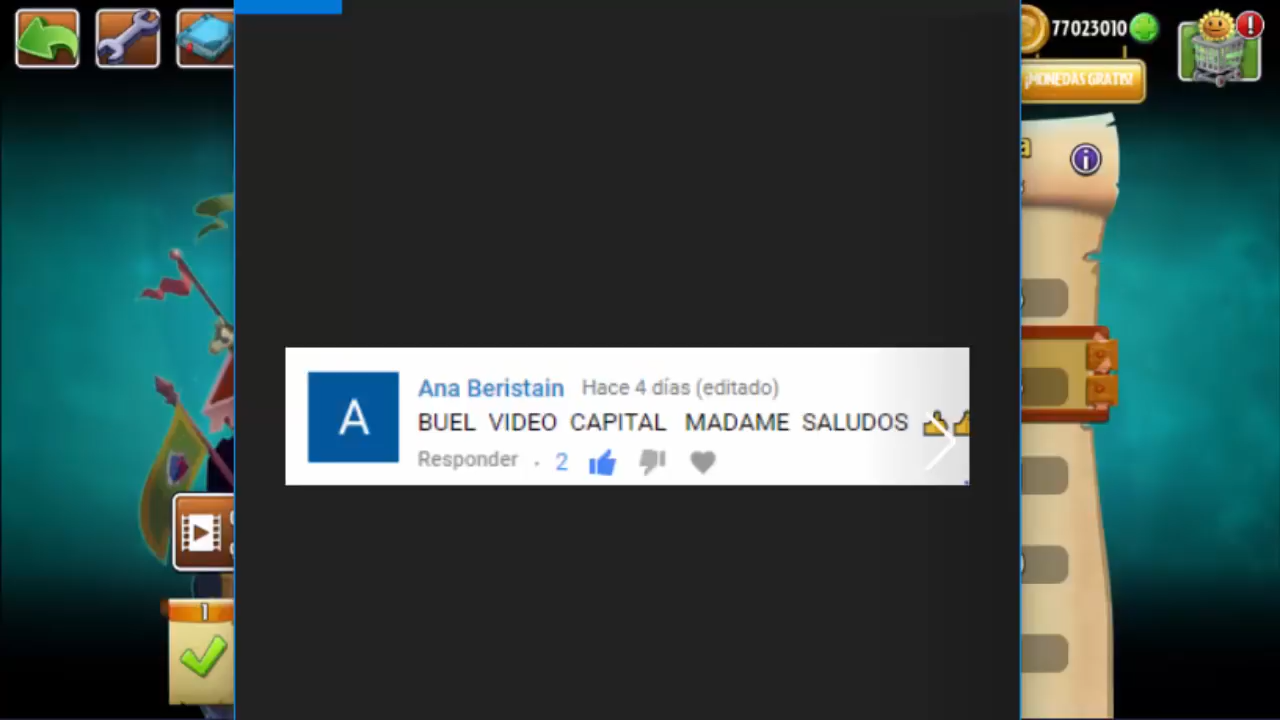 77023010
¡MONEDAS GRATIS!
a
A
Ana Beristain Hace 4 días (editado)
BUEL VIDEO CAPITAL MADAME SALUDOS
Responder . 2
1